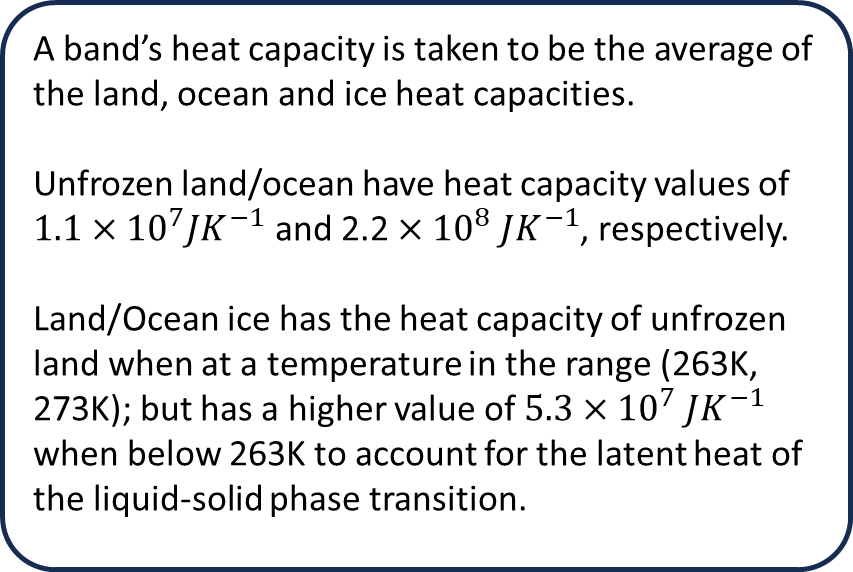 A band’s heat capacity is taken to be the average of
the land, ocean and ice heat capacities.
Unfrozen land/ocean have heat capacity values of
1.1 × 10⁷JK⁻¹ and 2.2 × 10⁸ JK⁻¹, respectively.
Land/Ocean ice has the heat capacity of unfrozen
land when at a temperature in the range (263K,
273K); but has a higher value of 5.3 × 10⁷ JK⁻¹
when below 263K to account for the latent heat of
the liquid-solid phase transition.